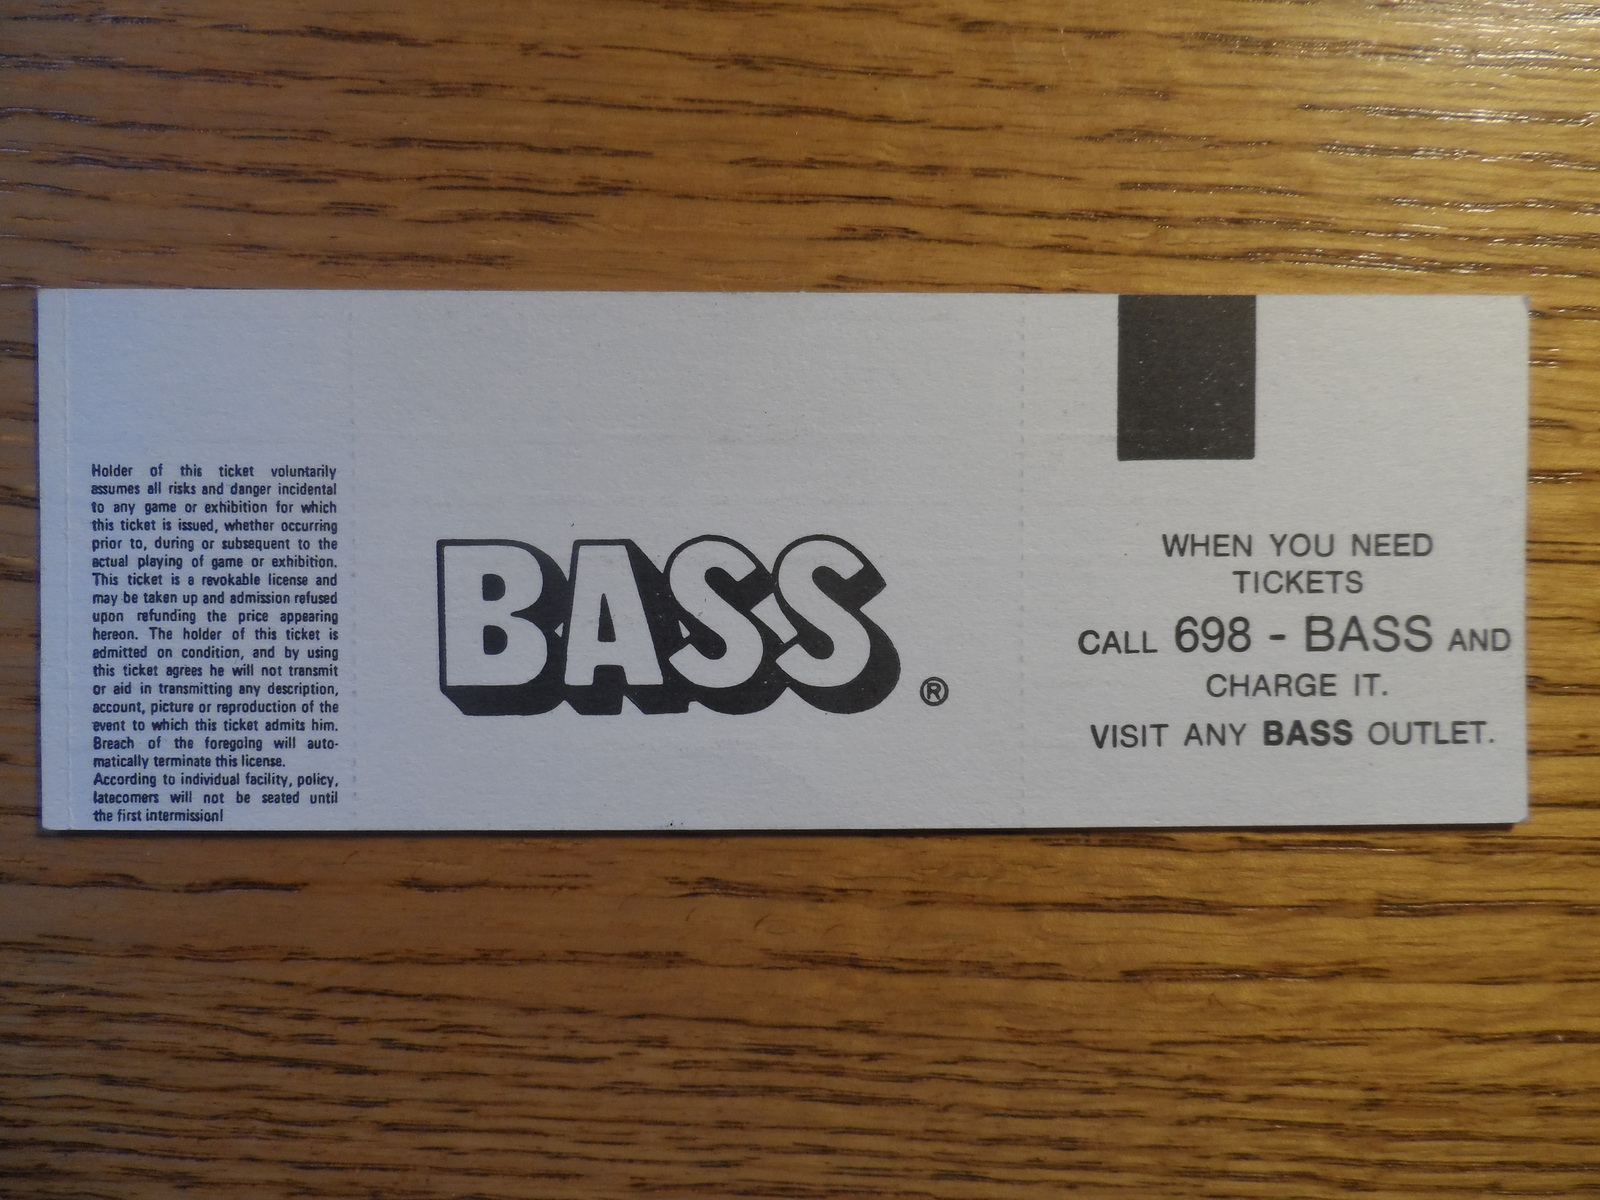 Holder of this ticket voluntarily
assumes all risks and danger incidental
to any game or exhibition for which
this ticket is issued, whether occurring
prior to, during or subsequent to the
actual playing of game or exhibition.
This ticket is a revokable license and
may be taken up and admission refused
upon refunding the price appearing
hereon. The holder of this ticket is
admitted on condition, and by using
this ticket agrees he will not transmit
or aid in transmitting any description,
account, picture or reproduction of the
event to which this ticket admits him.
Breach of the foregoing will auto-
matically terminate this license.
According to individual facility, policy,
latecomers will not be seated until
the first intermission!
BASS ®
WHEN YOU NEED
TICKETS
CALL 698 - BASS AND
CHARGE IT.
VISIT ANY BASS OUTLET.